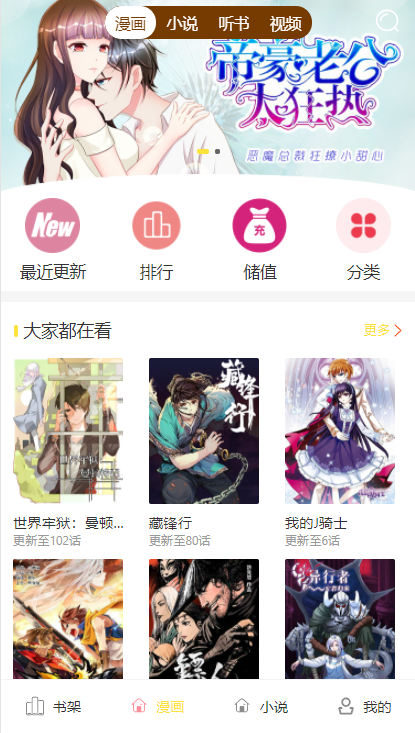 漫画 小说 听书 视频
帝豪老公
太狂热
恶魔总裁狂撩小甜心
New
充
最近更新 排行 储值 分类
大家都在看 更多
藏锋行
世界牢狱：曼顿...
藏锋行
我的J骑士
更新至102话
更新至80话
更新至6话
镖人
异行者
书架 漫画 小说 我的